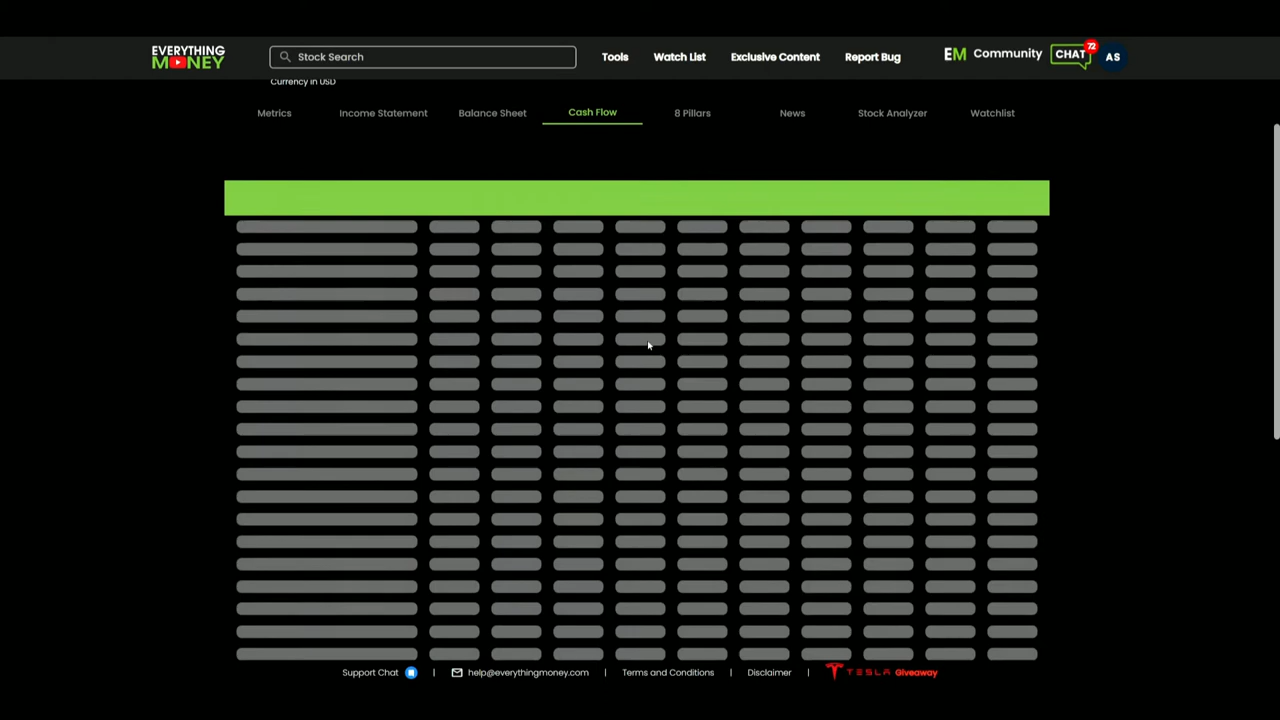 EVERYTHING
MONEY
Stock Search
Tools
Watch List
Exclusive Content
Report Bug
EM Community
CHAT
72
AS
Currency in USD
Metrics
Income Statement
Balance Sheet
Cash Flow
8 Pillars
News
Stock Analyzer
Watchlist
Support Chat | help@everythingmoney.com | Terms and Conditions | Disclaimer | TESLA Giveaway